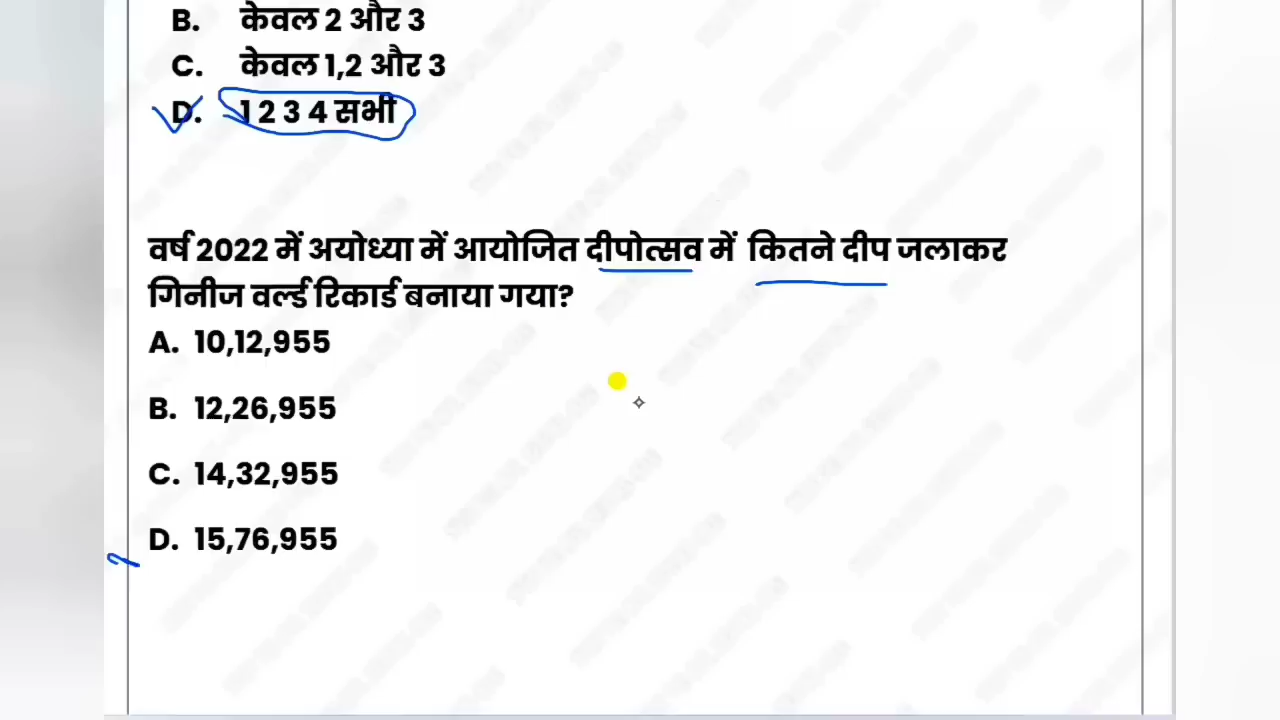 B. केवल 2 और 3
C. केवल 1,2 और 3
D. 1 2 3 4 सभी
वर्ष 2022 में अयोध्या में आयोजित दीपोत्सव में कितने दीप जलाकर
गिनीज वर्ल्ड रिकार्ड बनाया गया?
A. 10,12,955
B. 12,26,955
C. 14,32,955
D. 15,76,955